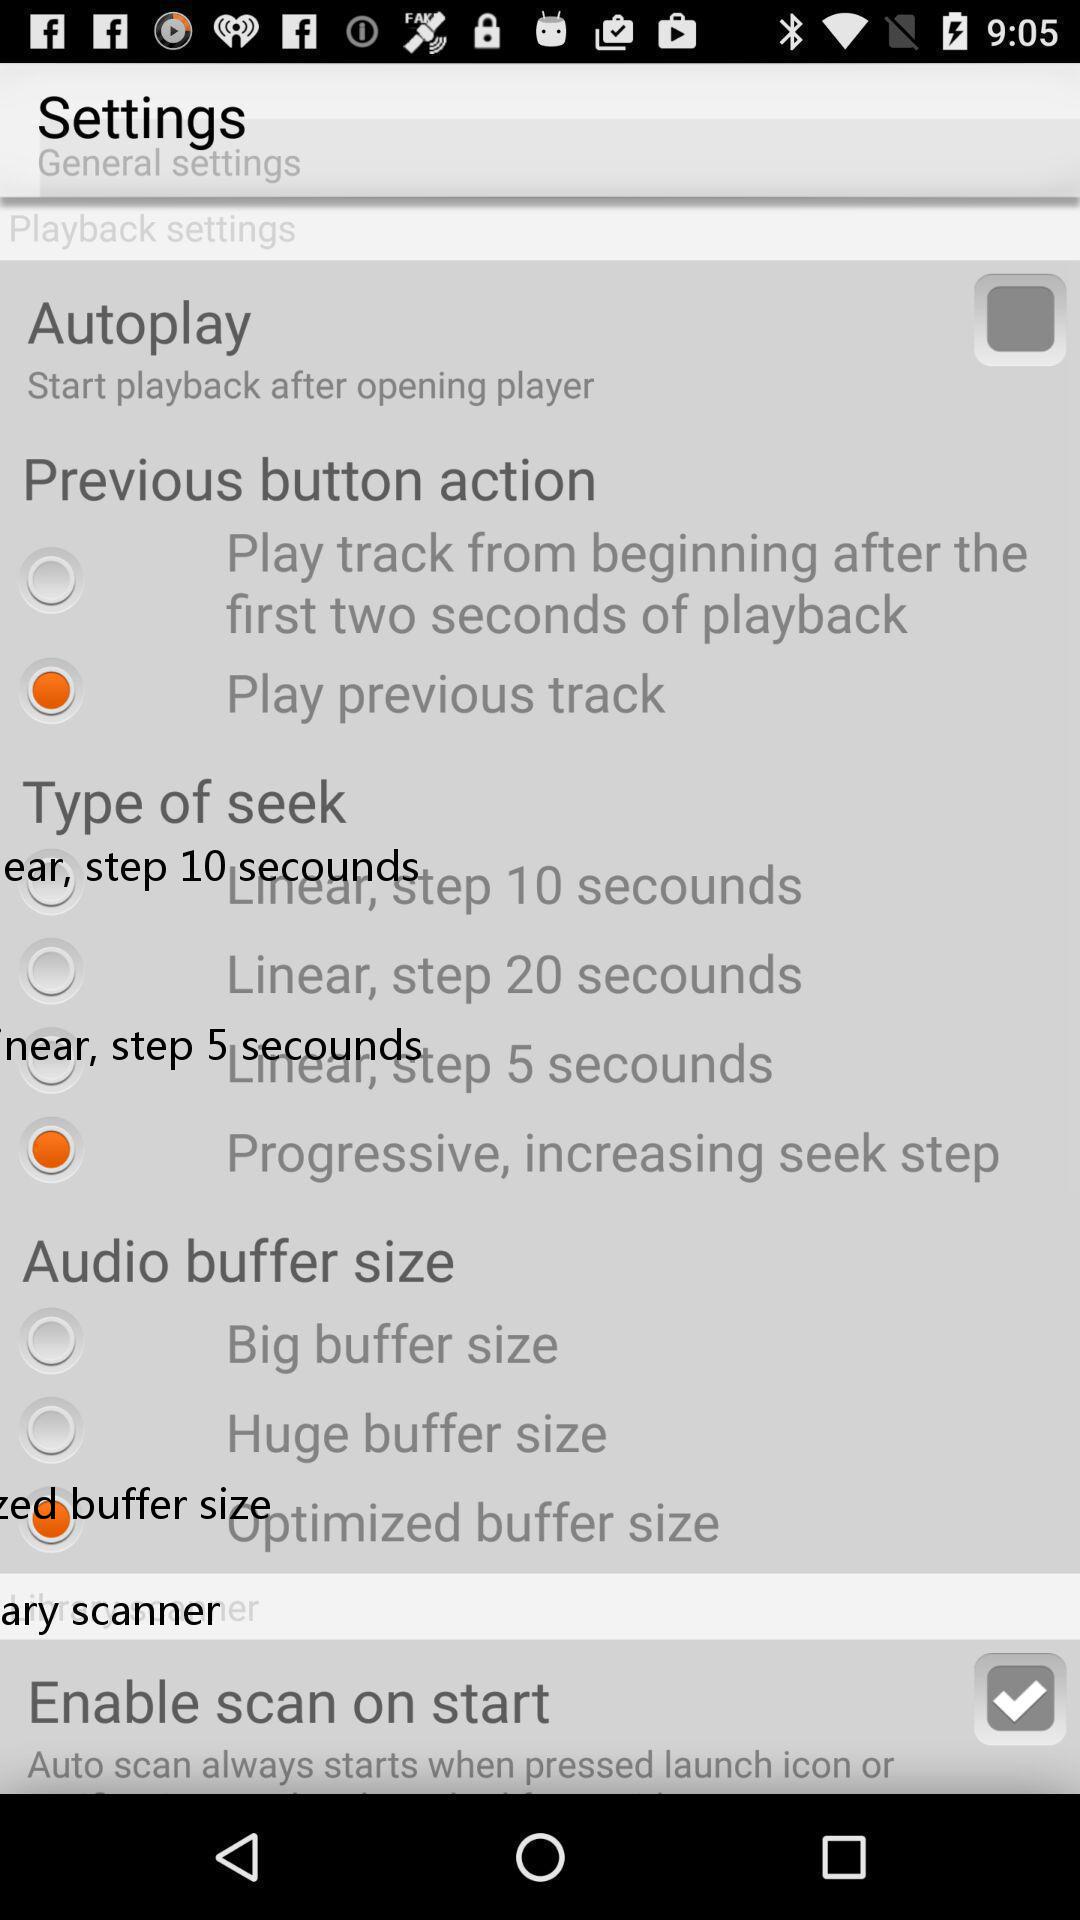 FAKE
9:05
Settings
General settings
Playback settings
Autoplay
Start playback after opening player
Previous button action
Play track from beginning after the
first two seconds of playback
Play previous track
Type of seek
ear, step 10 secounds
Linear, step 10 secounds
Linear, step 20 secounds
inear, step 5 secounds
Linear, step 5 secounds
Progressive, increasing seek step
Audio buffer size
Big buffer size
Huge buffer size
zed buffer size
Optimized buffer size
Library scanner
ary scanner
Enable scan on start
Auto scan always starts when pressed launch icon or